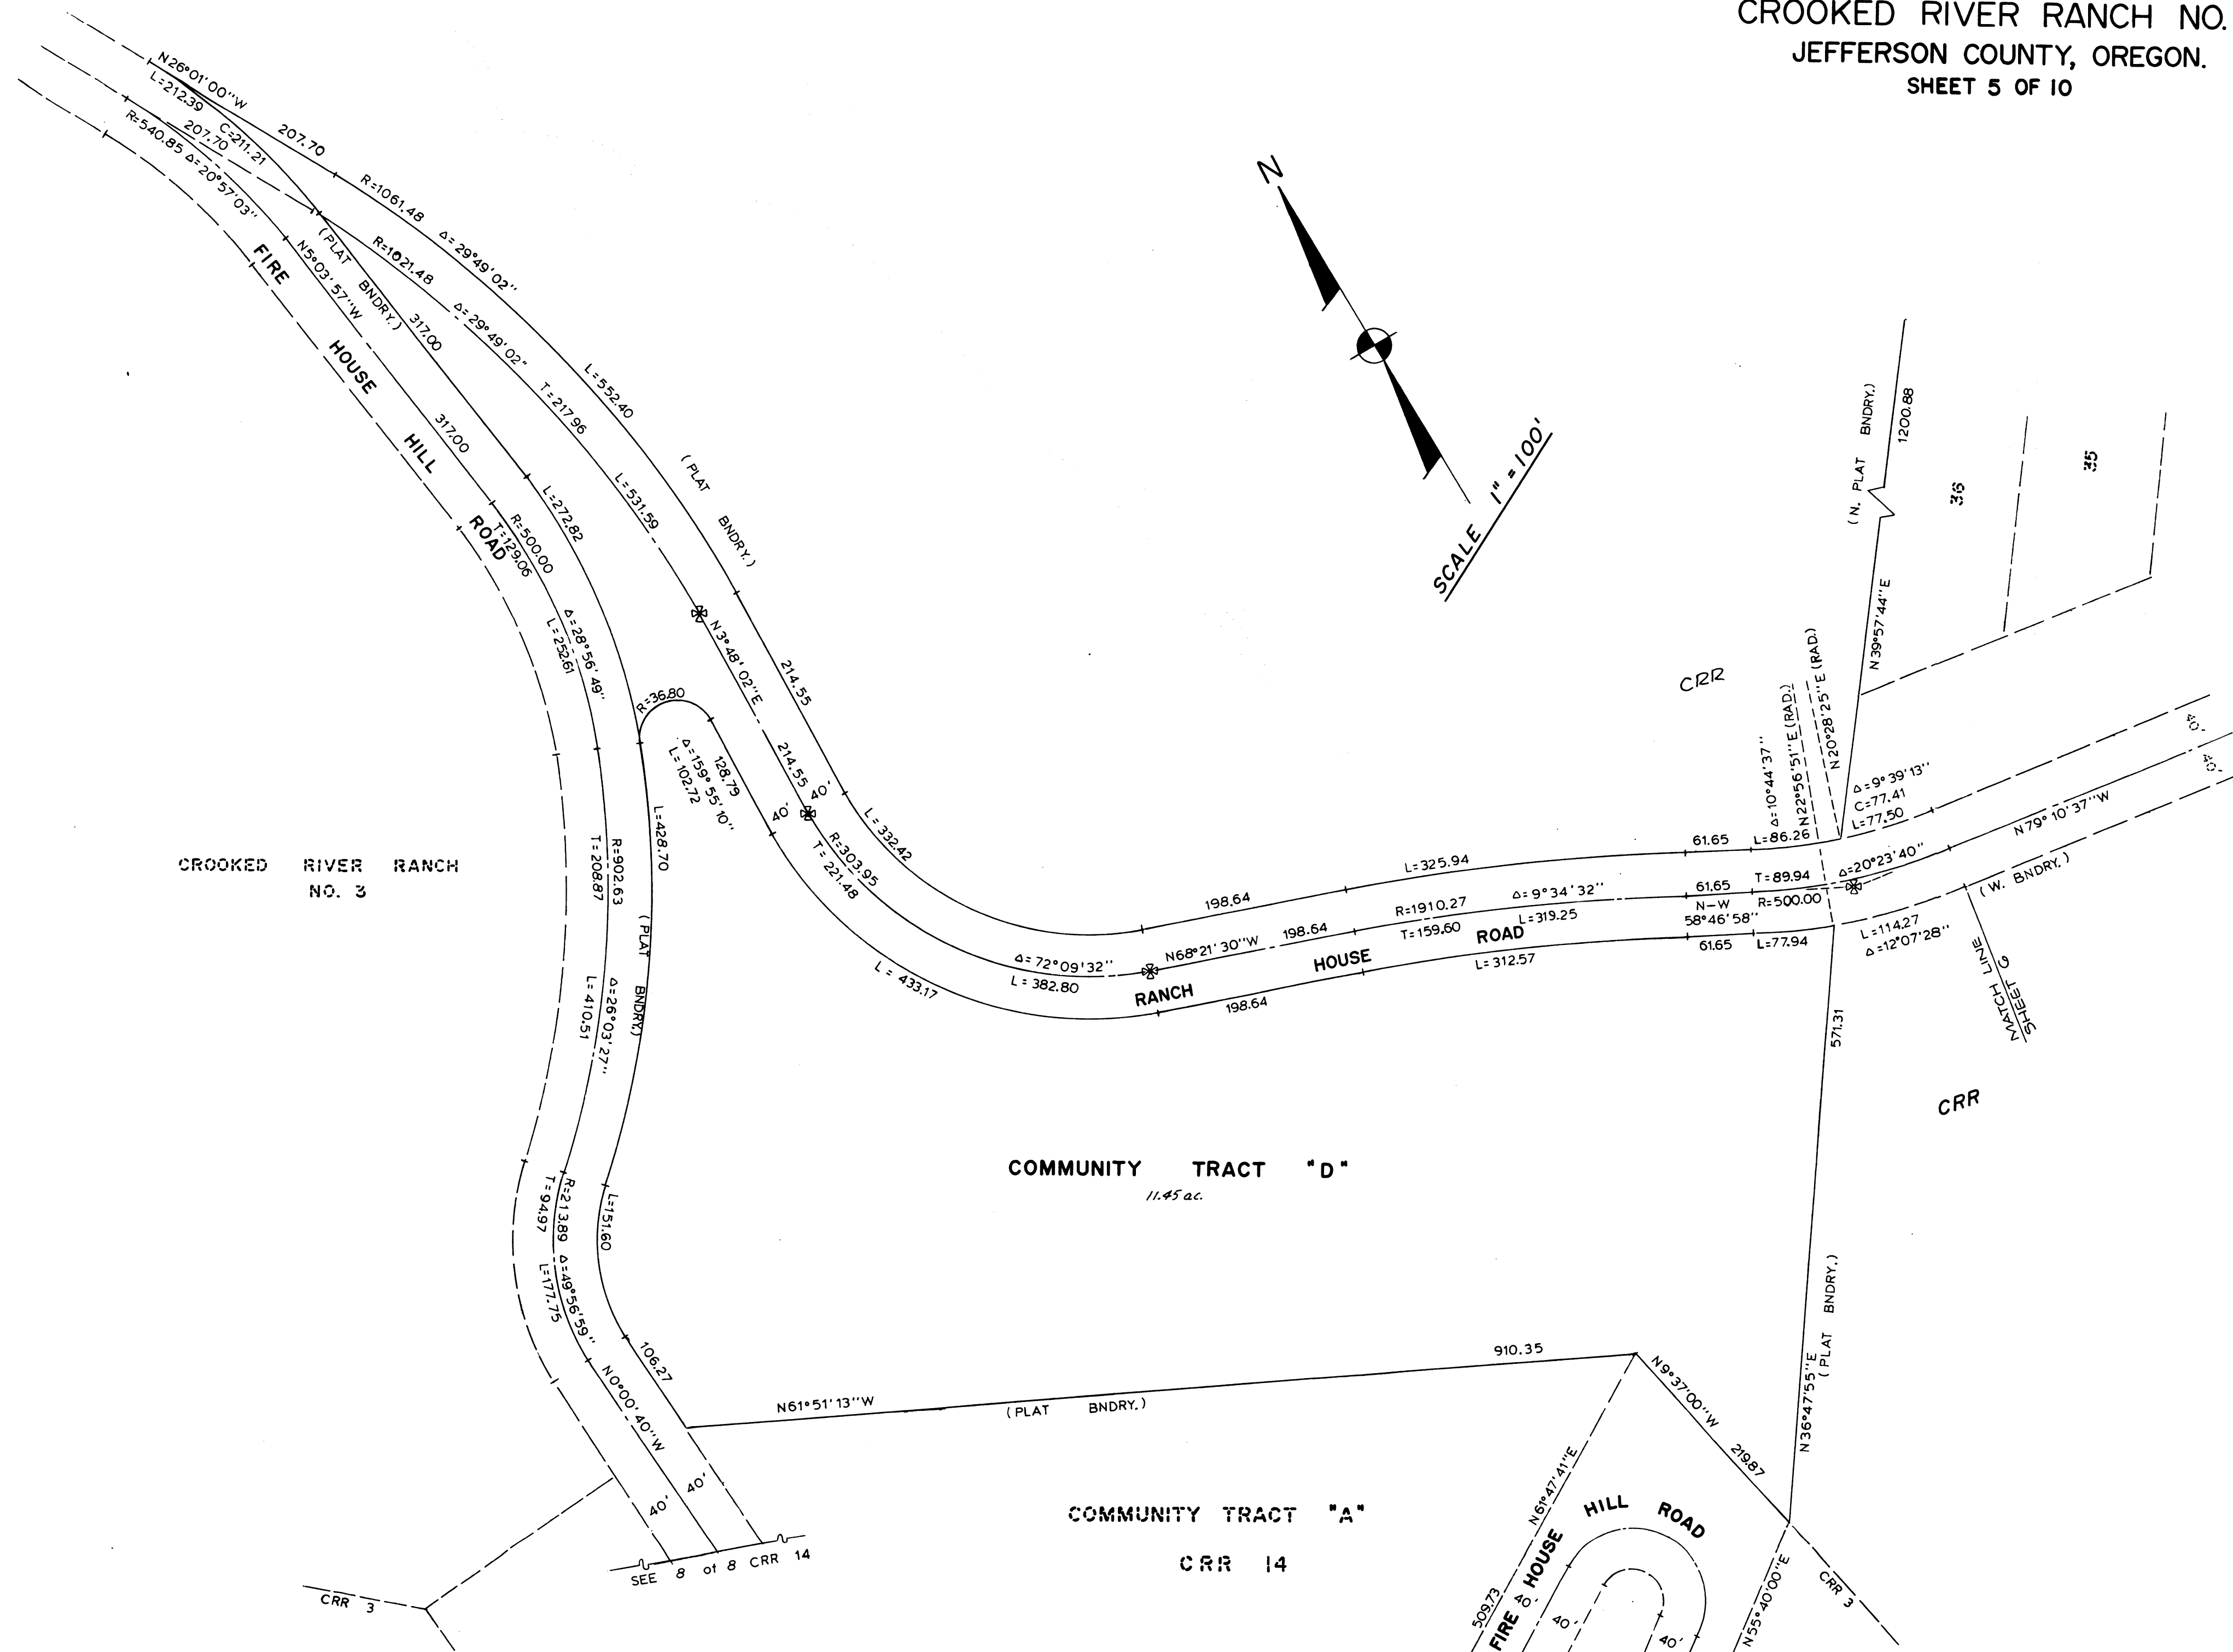 CROOKED RIVER RANCH NO.
JEFFERSON COUNTY, OREGON.
SHEET 5 OF 10
N26°01'00"W
L=212.39
207.70
C=211.21
207.70
R=540.85 Δ=20°57'03"
R=1061.48
Δ=29°49'02"
L=552.40
(PLAT BNDRY.)
R=1021.48
Δ=29°49'02"
T=217.96
L=531.59
(PLAT BNDRY.)
317.00
N5°03'57"W
317.00
FIRE HOUSE HILL ROAD
L=272.82
R=500.00
T=129.06
Δ=28°56'49"
L=252.61
N3°48'02"E
214.55
214.55
40'
40'
R=36.80
128.79
Δ=159°55'10"
L=102.72
L=428.70
R=902.63
T=208.87
(PLAT BNDRY.)
Δ=26°03'27"
L=410.51
R=303.95
T=221.48
L=332.42
L=433.17
Δ=72°09'32"
L=382.80
N68°21'30"W
198.64
198.64
198.64
RANCH HOUSE ROAD
L=325.94
R=1910.27
Δ=9°34'32"
T=159.60
L=319.25
L=312.57
61.65
61.65
N-W
58°46'58"
61.65
L=86.26
T=89.94
R=500.00
L=77.94
Δ=10°44'37"
N22°56'51"E (RAD.)
N20°28'25"E (RAD.)
Δ=9°39'13"
C=77.41
L=77.50
Δ=20°23'40"
N79°10'37"W
(W. BNDRY.)
L=114.27
Δ=12°07'28"
MATCH LINE
SHEET 6
40'
40'
N
SCALE 1" = 100'
(N. PLAT BNDRY.)
1200.88
N39°57'44"E
36
35
CRR
CRR
571.31
(PLAT BNDRY.)
N36°47'55"E
CROOKED RIVER RANCH
NO. 3
COMMUNITY TRACT "D"
11.45 ac.
R=213.89
T=94.97
L=151.60
Δ=49°56'59"
L=177.75
106.27
N0°00'40"W
40'
40'
N61°51'13"W
(PLAT BNDRY.)
910.35
N9°37'00"W
219.87
N61°47'41"E
509.73
FIRE HOUSE HILL ROAD
40'
40'
40'
N55°40'00"E
CRR 3
COMMUNITY TRACT "A"
CRR 14
SEE 8 of 8 CRR 14
CRR 3